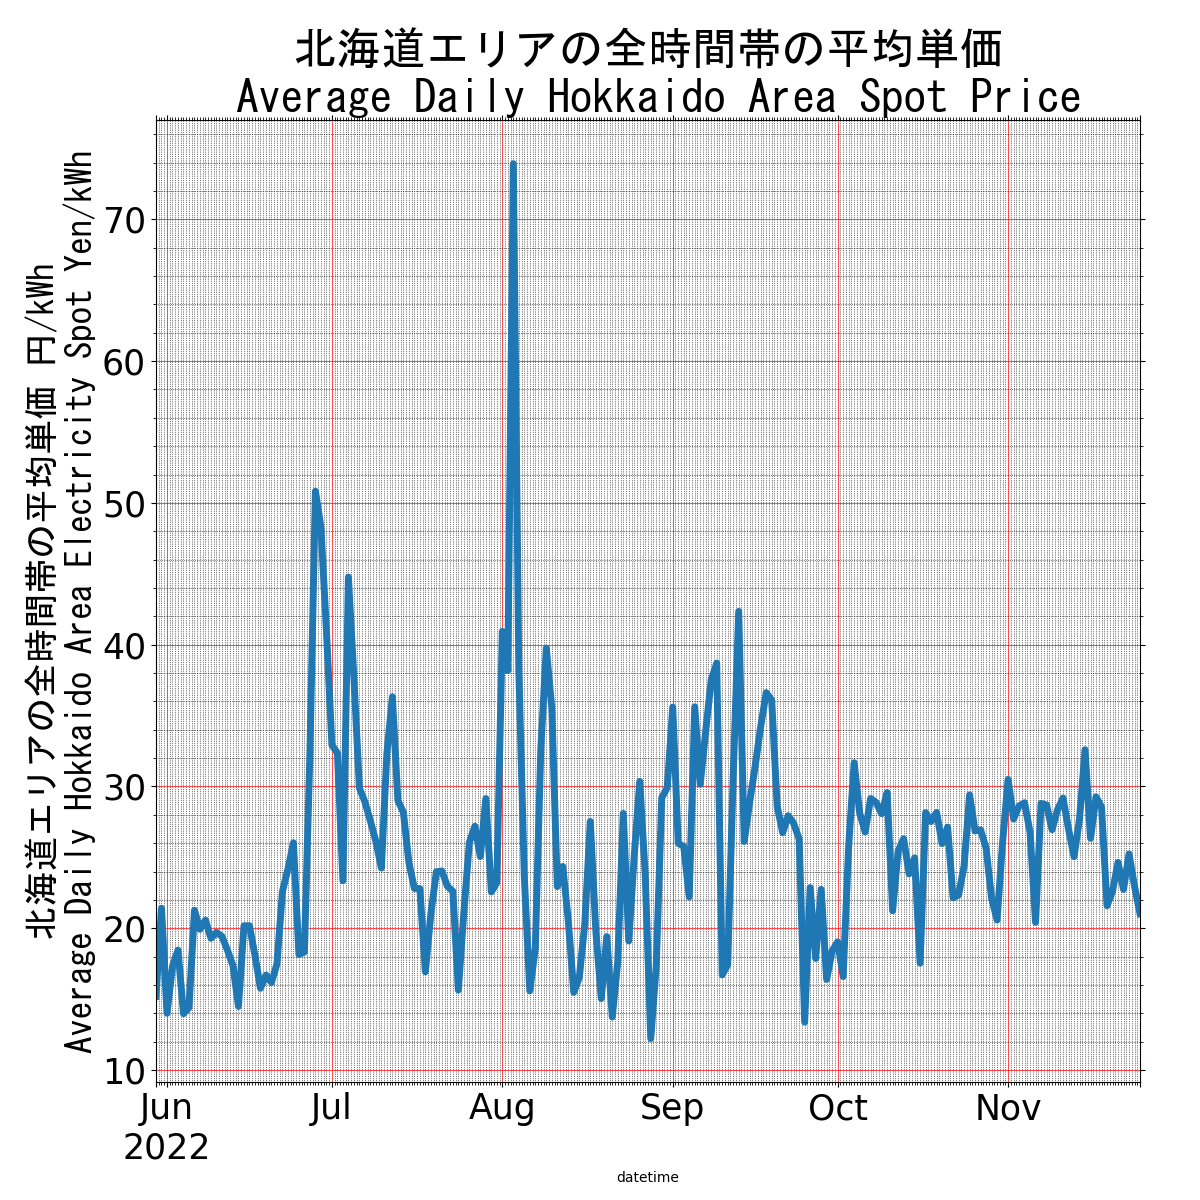 北海道エリアの全時間帯の平均単価
Average Daily Hokkaido Area Spot Price
北海道エリアの全時間帯の平均単価 円/kWh
Average Daily Hokkaido Area Electricity Spot Yen/kWh
70
60
50
40
30
20
10
Jun
2022
Jul
Aug
Sep
Oct
Nov
datetime